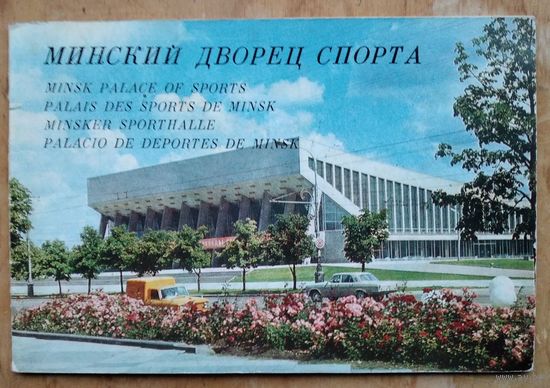 МИНСКИЙ ДВОРЕЦ СПОРТА
MINSK PALACE OF SPORTS
PALAIS DES SPORTS DE MINSK
MINSKER SPORTHALLE
PALACIO DE DEPORTES DE MINSK